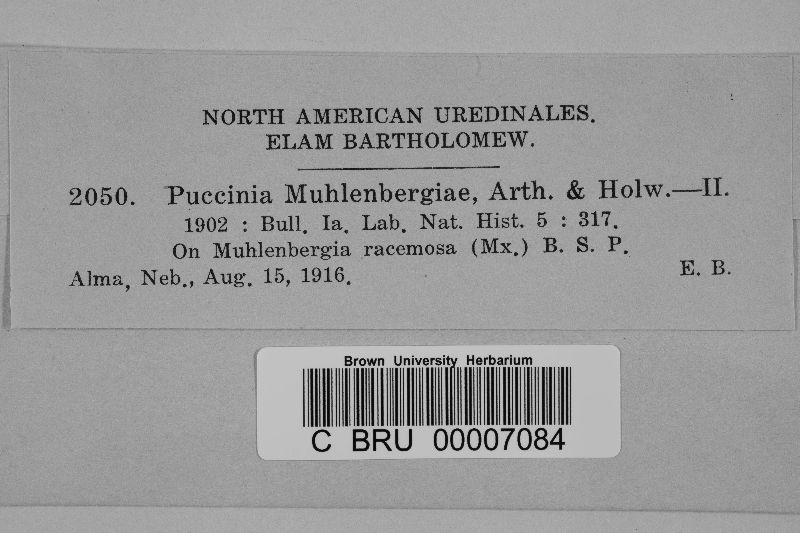 NORTH AMERICAN UREDINALES.
ELAM BARTHOLOMEW.
2050. Puccinia Muhlenbergiae, Arth. & Holw.—II.
1902 : Bull. Ia. Lab. Nat. Hist. 5 : 317.
On Muhlenbergia racemosa (Mx.) B. S. P.
Alma, Neb., Aug. 15, 1916. E. B.
Brown University Herbarium
C BRU 00007084